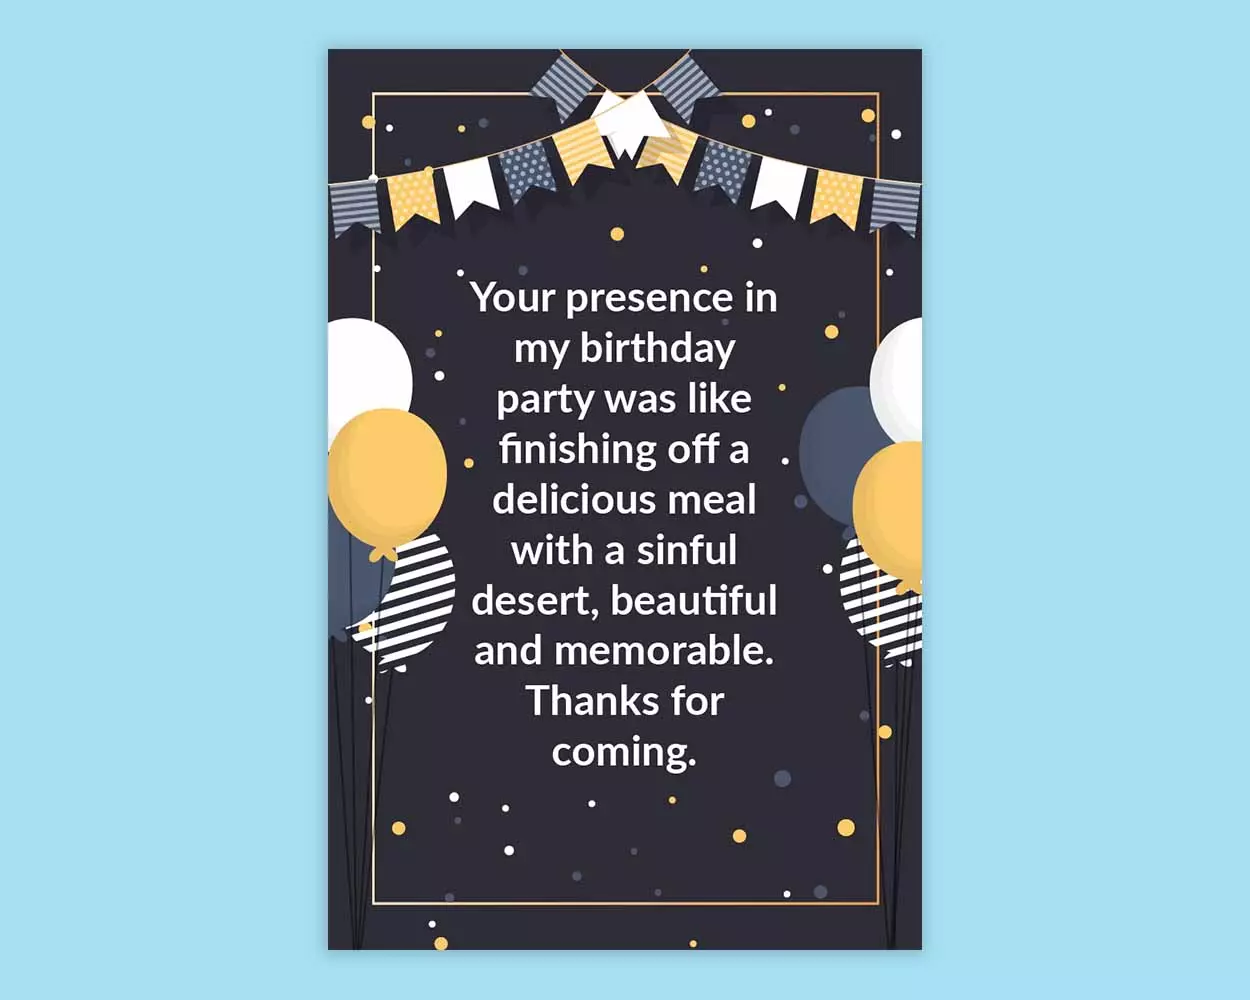 Your presence in
my birthday
party was like
finishing off a
delicious meal
with a sinful
desert, beautiful
and memorable.
Thanks for
coming.